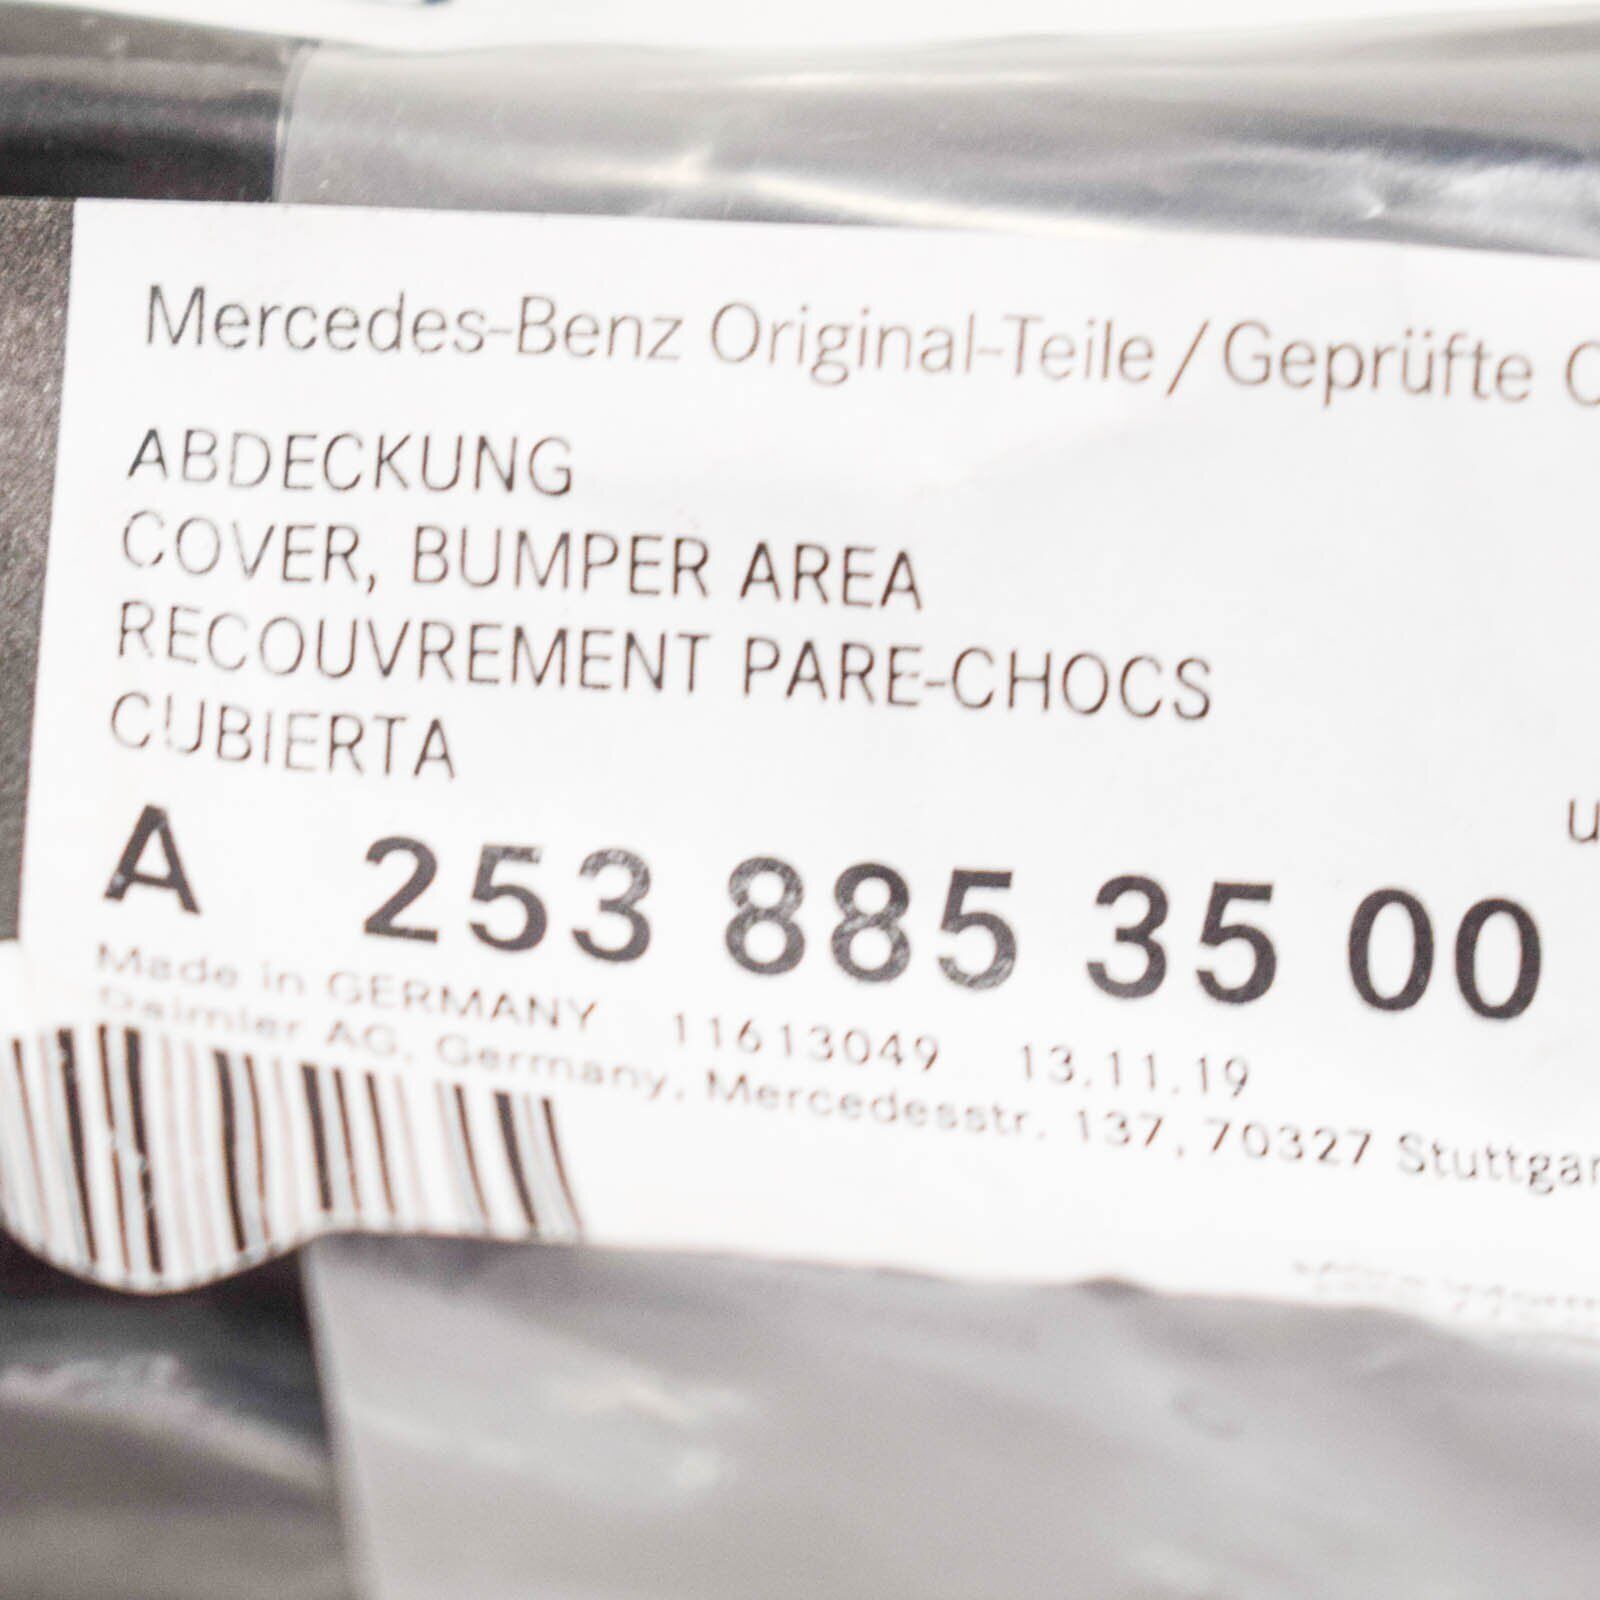 Mercedes-Benz Original-Teile / Geprüfte
ABDECKUNG
COVER, BUMPER AREA
RECOUVREMENT PARE-CHOCS
CUBIERTA
A 253 885 35 00
Made in GERMANY 11613049 13.11.19
Daimler AG, Germany, Mercedesstr. 137, 70327